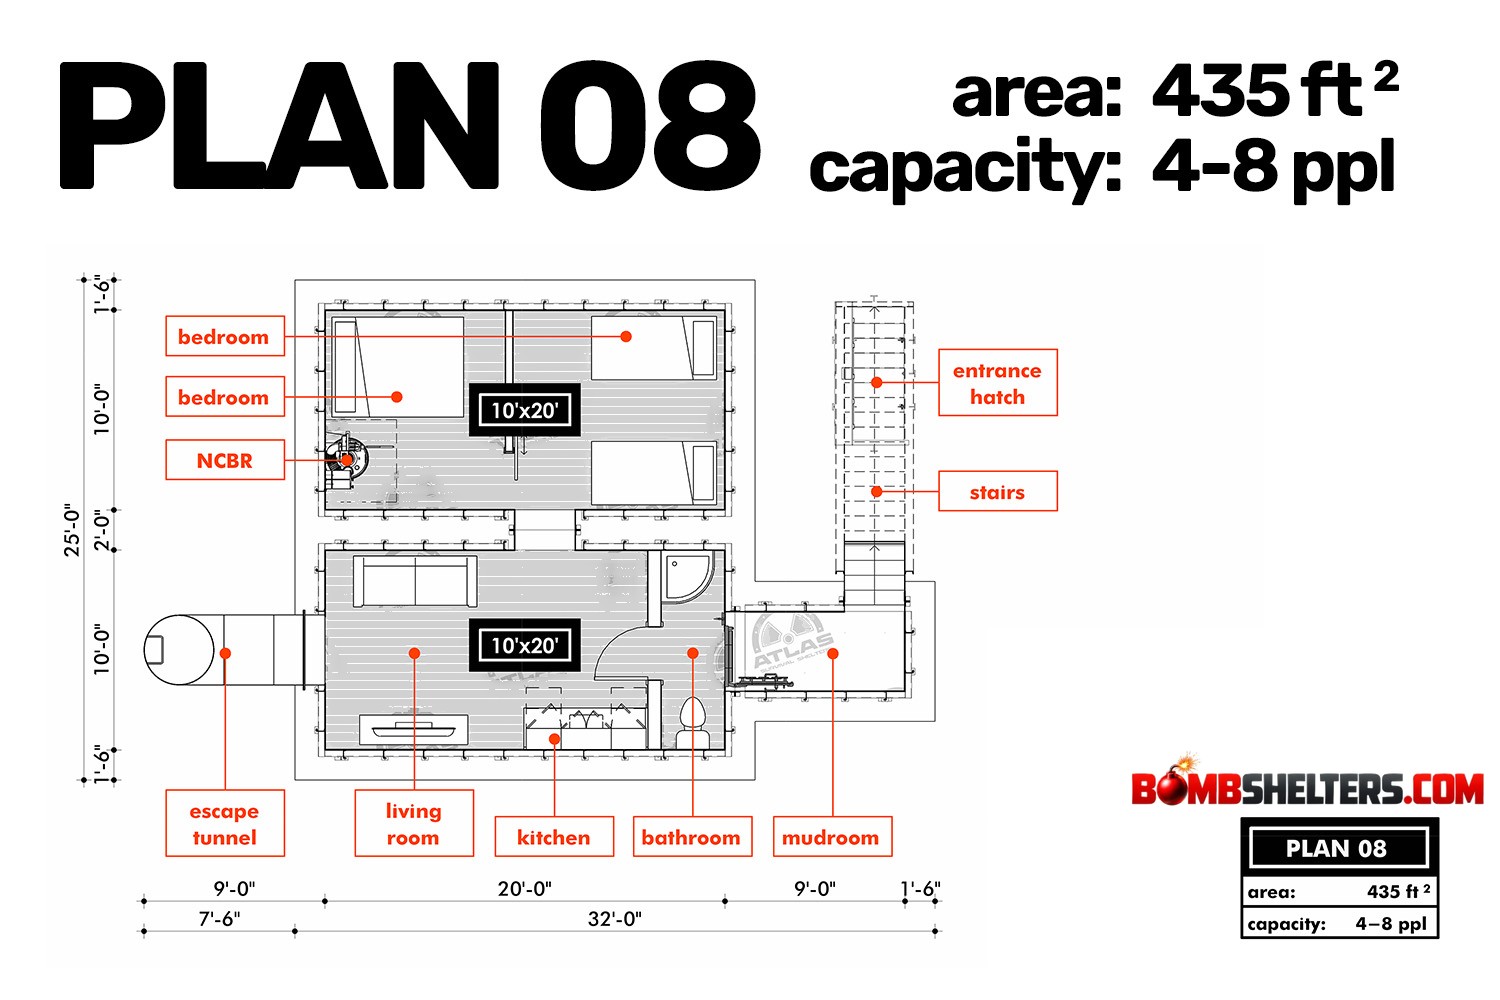 PLAN 08
area: 435 ft²
capacity: 4-8 ppl
1'-6"
10'-0"
25'-0"
2'-0"
10'-0"
1'-6"
bedroom
bedroom
NCBR
10'x20'
10'x20'
entrance
hatch
stairs
ATLAS
SURVIVAL SHELTERS
escape
tunnel
living
room
kitchen
bathroom
mudroom
9'-0"
20'-0"
9'-0"
1'-6"
7'-6"
32'-0"
BOMBSHELTERS.COM
PLAN 08
area: 435 ft²
capacity: 4–8 ppl